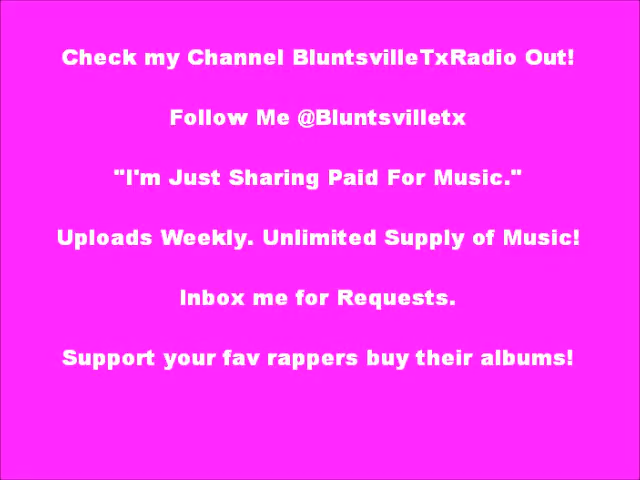 Check my Channel BluntsvilleTxRadio Out!
Follow Me @Bluntsvilletx
"I'm Just Sharing Paid For Music."
Uploads Weekly. Unlimited Supply of Music!
Inbox me for Requests.
Support your fav rappers buy their albums!